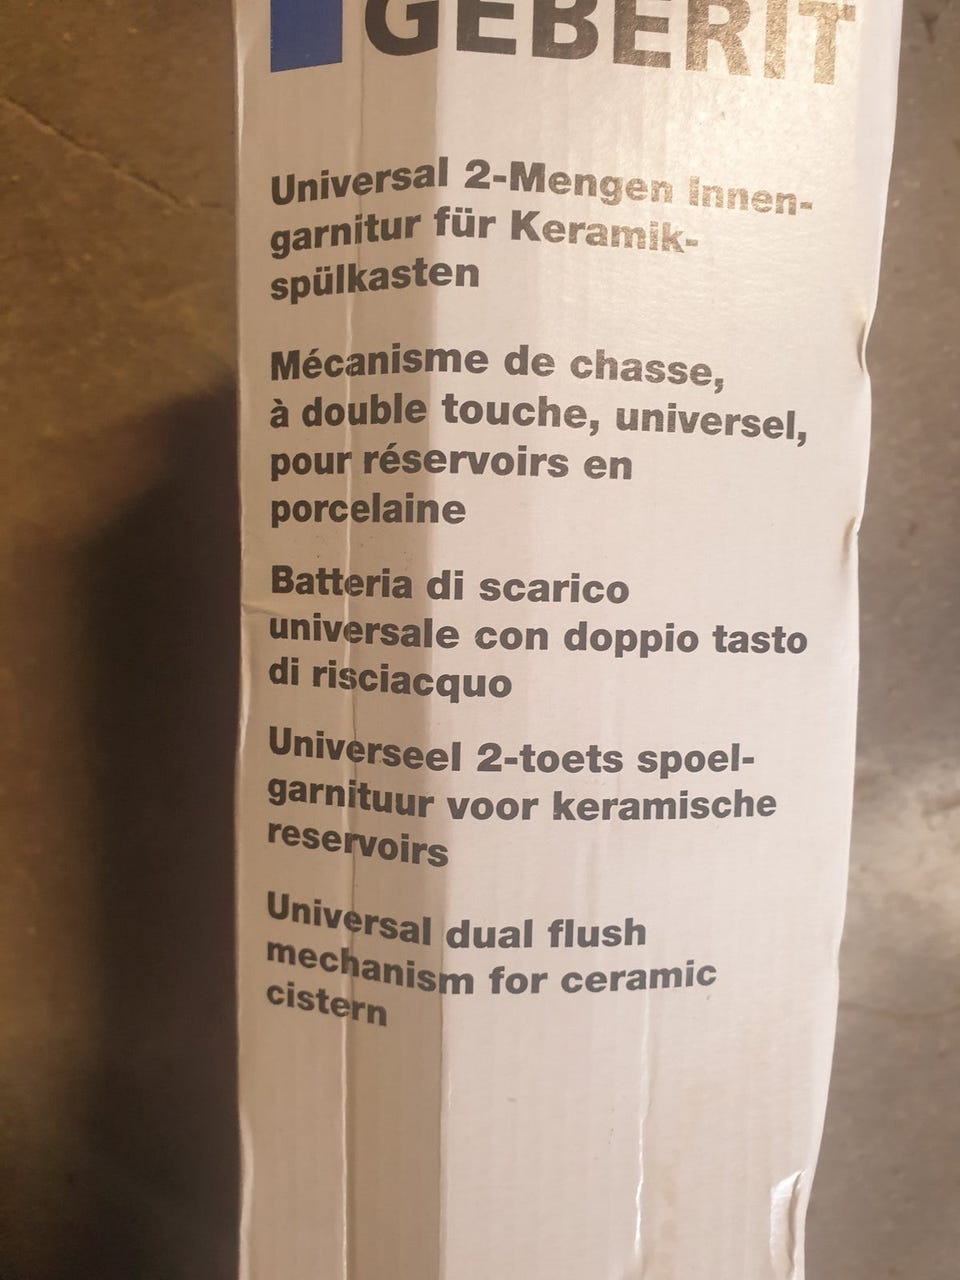 GEBERIT
Universal 2-Mengen Innen-
garnitur für Keramik-
spülkasten
Mécanisme de chasse,
à double touche, universel,
pour réservoirs en
porcelaine
Batteria di scarico
universale con doppio tasto
di risciacquo
Universeel 2-toets spoel-
garnituur voor keramische
reservoirs
Universal dual flush
mechanism for ceramic
cistern